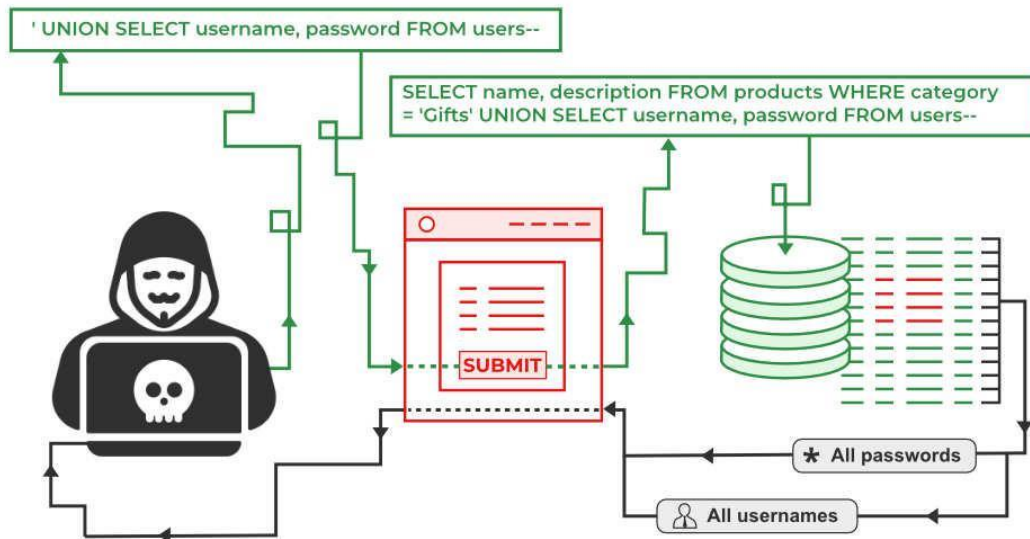 ' UNION SELECT username, password FROM users--
SELECT name, description FROM products WHERE category
= 'Gifts' UNION SELECT username, password FROM users--
SUBMIT
* All passwords
All usernames